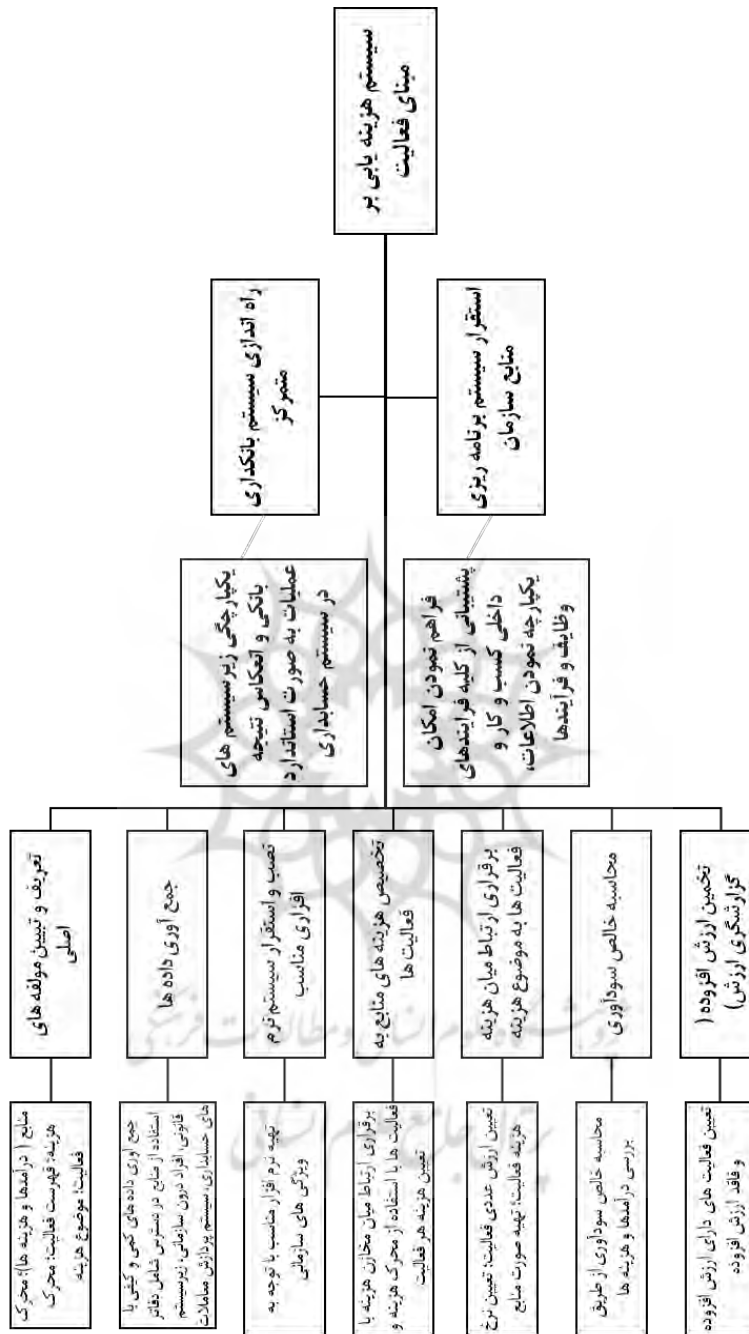 سیستم هزینه یابی بر
مبنای فعالیت
راه اندازی سیستم بانکداری
متمرکز
استقرار سیستم برنامه ریزی
منابع سازمان
یکپارچگی زیرسیستم های
بانکی و انعکاس نتیجه
عملیات به صورت استاندارد
در سیستم حسابداری
فراهم نمودن امکان
پشتیبانی از کلیه فرایندهای
داخلی کسب و کار و
یکپارچه نمودن اطلاعات،
وظایف و فرآیندها
تعریف و تبیین مولفه های
اصلی
جمع آوری داده ها
نصب و استقرار سیستم نرم
افزاری مناسب
تخصیص هزینه های منابع به
فعالیت ها
برقراری ارتباط میان هزینه
فعالیت ها به موضوع هزینه
محاسبه خالص سودآوری
تخمین ارزش افزوده (
گزارشگری ارزش)
منابع ( درآمدها و هزینه ها)؛ محرک
هزینه؛ فهرست فعالیت؛ محرک
فعالیت؛ موضوع هزینه
جمع آوری داده های کمی و کیفی با
استفاده از منابع در دسترس شامل دفاتر
قانونی، افراد درون سازمانی، زیرسیستم
های حسابداری، سیستم پردازش معاملات
تهیه نرم افزار مناسب با توجه به
ویژگی های سازمانی
برقراری ارتباط میان مخازن هزینه با
فعالیت ها با استفاده از محرک هزینه و
تعیین هزینه هر فعالیت
تعیین ارزش عددی فعالیت؛ تعیین نرخ
هزینه فعالیت؛ تهیه صورت منابع
محاسبه خالص سودآوری از طریق
بررسی درآمدها و هزینه ها
تعیین فعالیت های دارای ارزش افزوده
و فاقد ارزش افزوده
پژوهشگاه علوم انسانی و مطالعات فرهنگی
پرتال جامع علوم انسانی